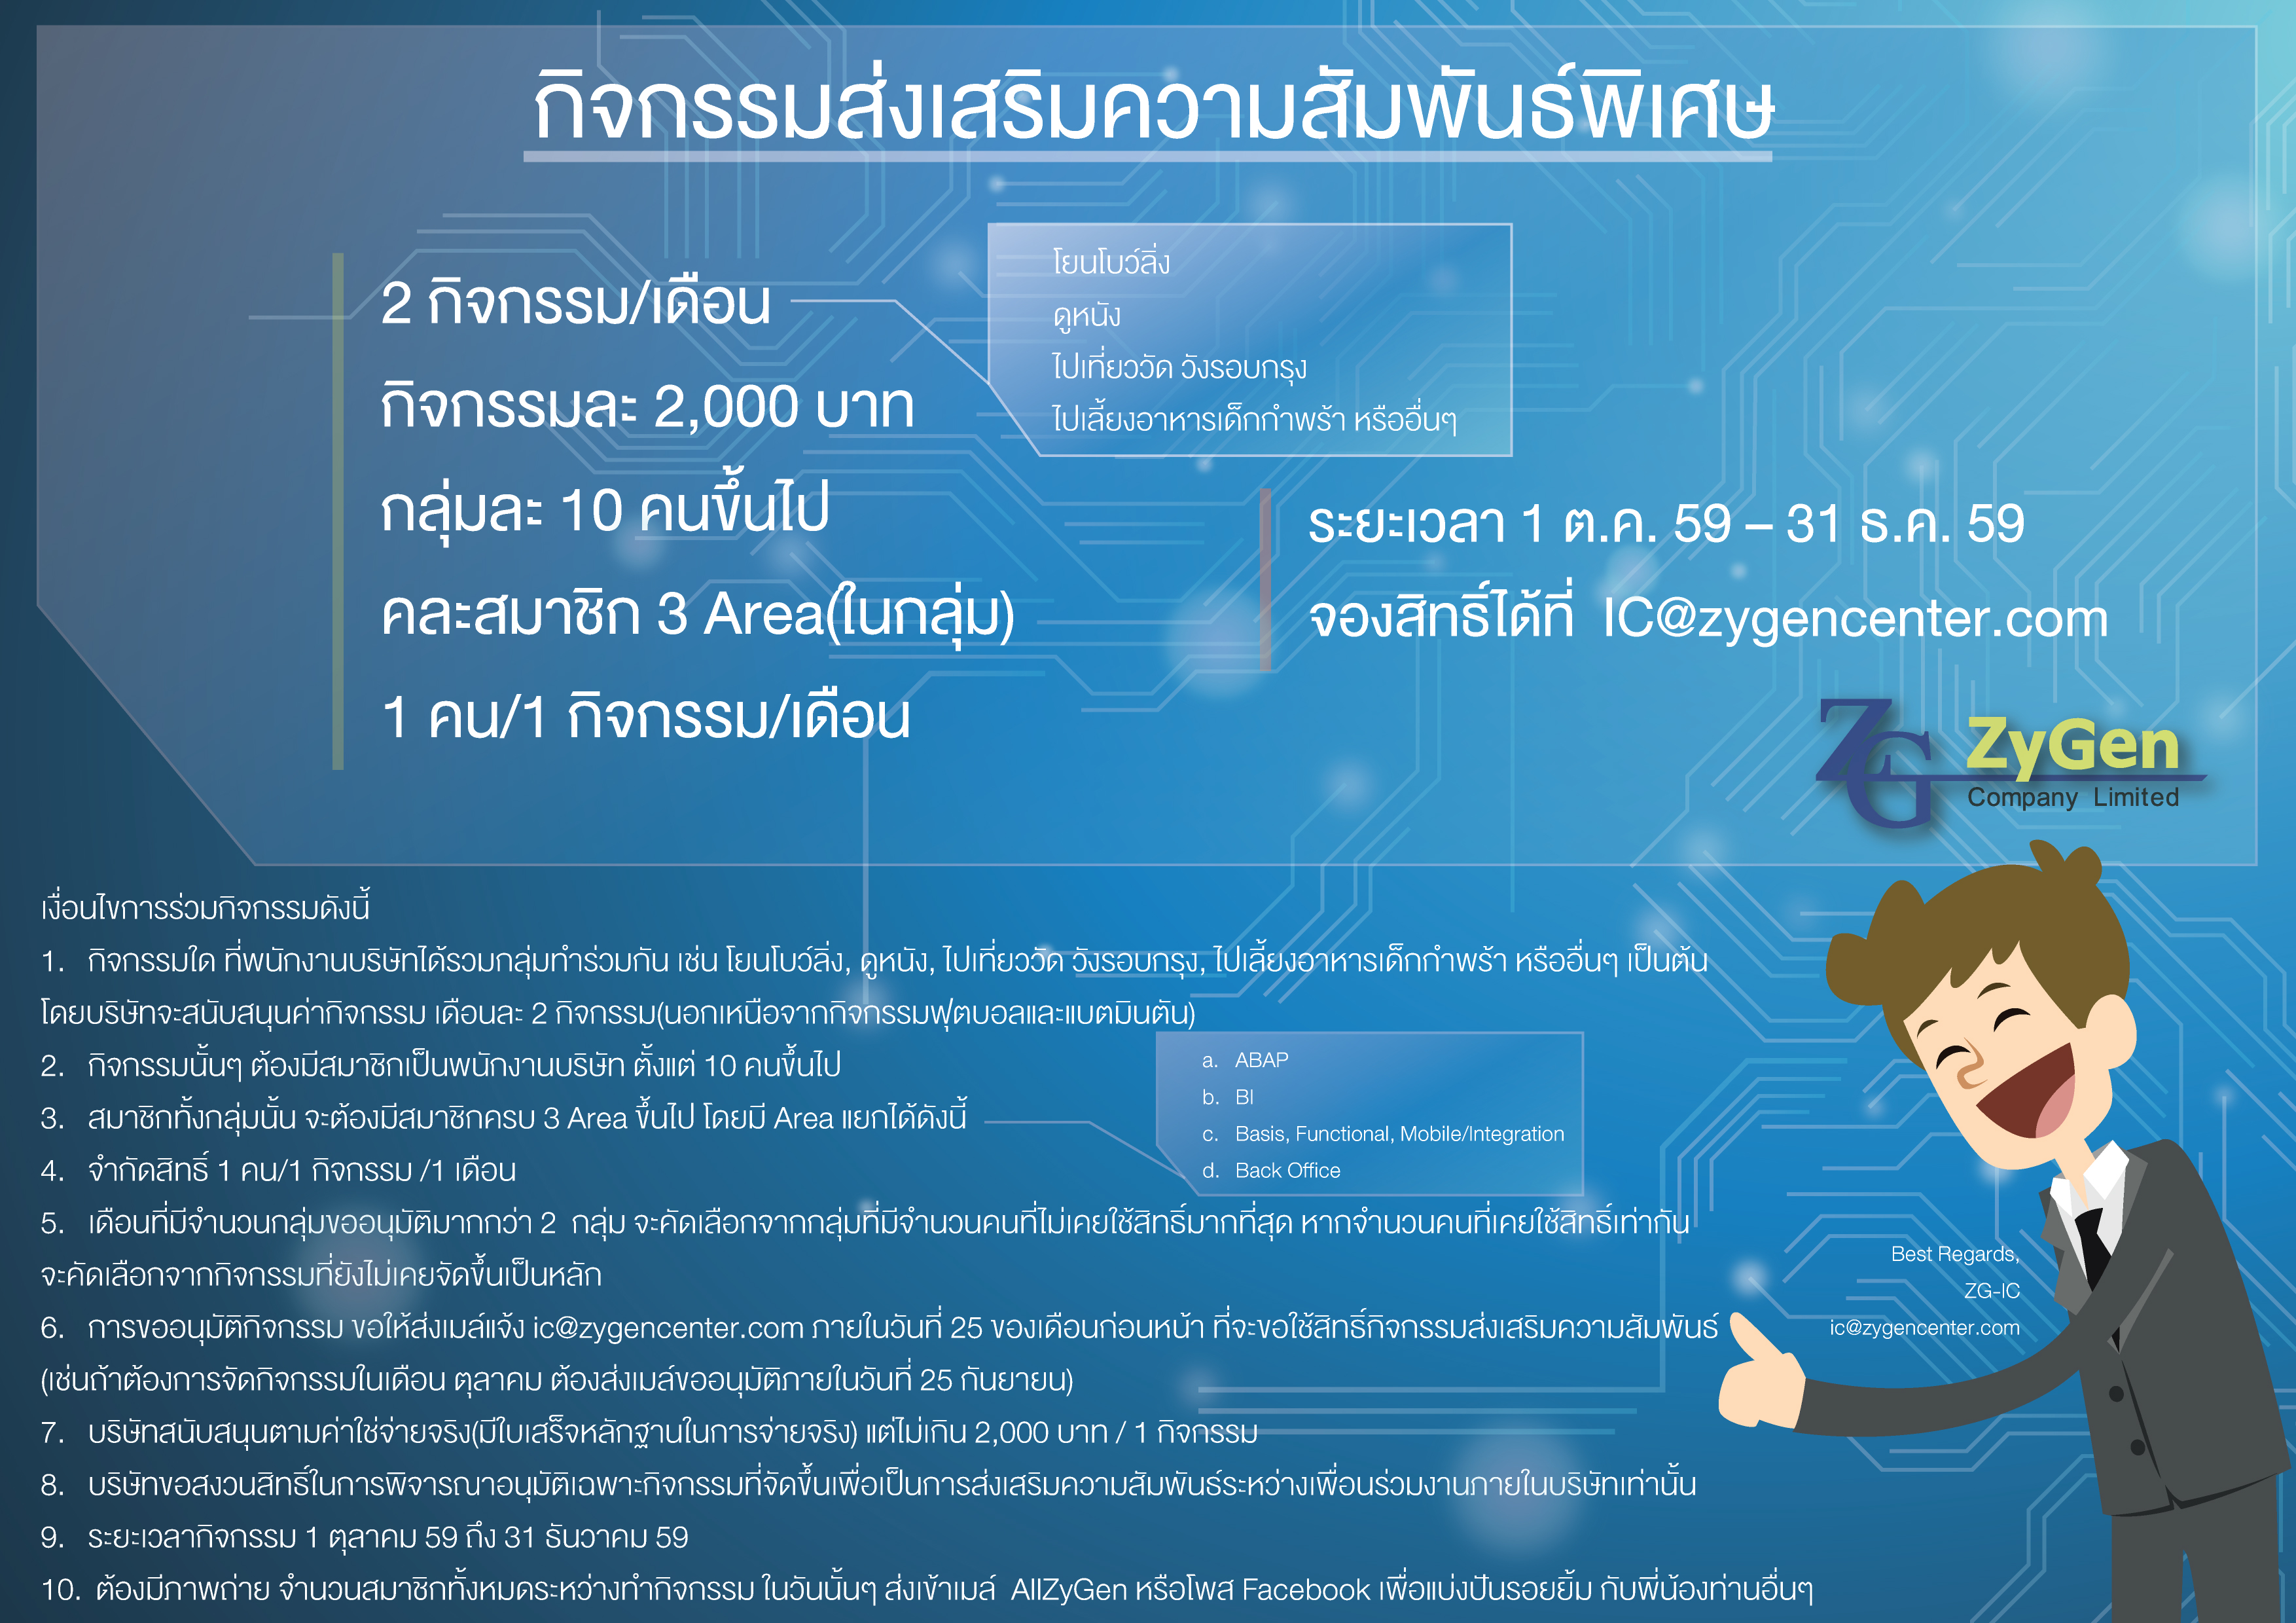 กิจกรรมส่งเสริมความสัมพันธ์พิเศษ
2 กิจกรรม/เดือน
กิจกรรมละ 2,000 บาท
กลุ่มละ 10 คนขึ้นไป
คละสมาชิก 3 Area(ในกลุ่ม)
1 คน/1 กิจกรรม/เดือน
โยนโบว์ลิ่ง
ดูหนัง
ไปเที่ยววัด วังรอบกรุง
ไปเลี้ยงอาหารเด็กกำพร้า หรืออื่นๆ
ระยะเวลา 1 ต.ค. 59 – 31 ธ.ค. 59
จองสิทธิ์ได้ที่ IC@zygencenter.com
ZG ZyGen
Company Limited
เงื่อนไขการร่วมกิจกรรมดังนี้
1. กิจกรรมใด ที่พนักงานบริษัทได้รวมกลุ่มทำร่วมกัน เช่น โยนโบว์ลิ่ง, ดูหนัง, ไปเที่ยววัด วังรอบกรุง, ไปเลี้ยงอาหารเด็กกำพร้า หรืออื่นๆ เป็นต้น
โดยบริษัทจะสนับสนุนค่ากิจกรรม เดือนละ 2 กิจกรรม(นอกเหนือจากกิจกรรมฟุตบอลและแบตมินตัน)
2. กิจกรรมนั้นๆ ต้องมีสมาชิกเป็นพนักงานบริษัท ตั้งแต่ 10 คนขึ้นไป
3. สมาชิกทั้งกลุ่มนั้น จะต้องมีสมาชิกครบ 3 Area ขึ้นไป โดยมี Area แยกได้ดังนี้
a. ABAP
b. BI
c. Basis, Functional, Mobile/Integration
d. Back Office
4. จำกัดสิทธิ์ 1 คน/1 กิจกรรม /1 เดือน
5. เดือนที่มีจำนวนกลุ่มขออนุมัติมากกว่า 2 กลุ่ม จะคัดเลือกจากกลุ่มที่มีจำนวนคนที่ไม่เคยใช้สิทธิ์มากที่สุด หากจำนวนคนที่เคยใช้สิทธิ์เท่ากัน
จะคัดเลือกจากกิจกรรมที่ยังไม่เคยจัดขึ้นเป็นหลัก
6. การขออนุมัติกิจกรรม ขอให้ส่งเมล์แจ้ง ic@zygencenter.com ภายในวันที่ 25 ของเดือนก่อนหน้า ที่จะขอใช้สิทธิ์กิจกรรมส่งเสริมความสัมพันธ์
(เช่นถ้าต้องการจัดกิจกรรมในเดือน ตุลาคม ต้องส่งเมล์ขออนุมัติภายในวันที่ 25 กันยายน)
7. บริษัทสนับสนุนตามค่าใช่จ่ายจริง(มีใบเสร็จหลักฐานในการจ่ายจริง) แต่ไม่เกิน 2,000 บาท / 1 กิจกรรม
8. บริษัทขอสงวนสิทธิ์ในการพิจารณาอนุมัติเฉพาะกิจกรรมที่จัดขึ้นเพื่อเป็นการส่งเสริมความสัมพันธ์ระหว่างเพื่อนร่วมงานภายในบริษัทเท่านั้น
9. ระยะเวลากิจกรรม 1 ตุลาคม 59 ถึง 31 ธันวาคม 59
10. ต้องมีภาพถ่าย จำนวนสมาชิกทั้งหมดระหว่างทำกิจกรรม ในวันนั้นๆ ส่งเข้าเมล์ AllZyGen หรือโพส Facebook เพื่อแบ่งปันรอยยิ้ม กับพี่น้องท่านอื่นๆ
Best Regards,
ZG-IC
ic@zygencenter.com